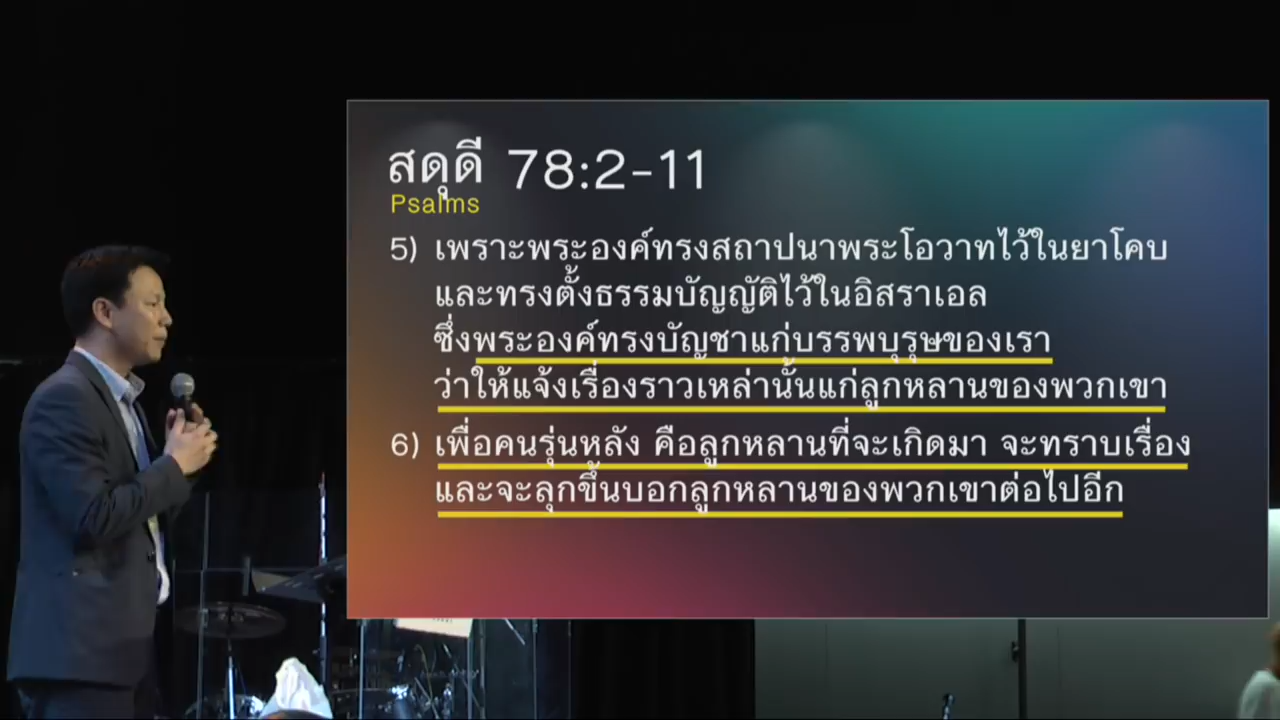 สดุดี 78:2-11
Psalms
5) เพราะพระองค์ทรงสถาปนาพระโอวาทไว้ในยาโคบ
และทรงตั้งธรรมบัญญัติไว้ในอิสราเอล
ซึ่งพระองค์ทรงบัญชาแก่บรรพบุรุษของเรา
ว่าให้แจ้งเรื่องราวเหล่านั้นแก่ลูกหลานของพวกเขา
6) เพื่อคนรุ่นหลัง คือลูกหลานที่จะเกิดมา จะทราบเรื่อง
และจะลุกขึ้นบอกลูกหลานของพวกเขาต่อไปอีก